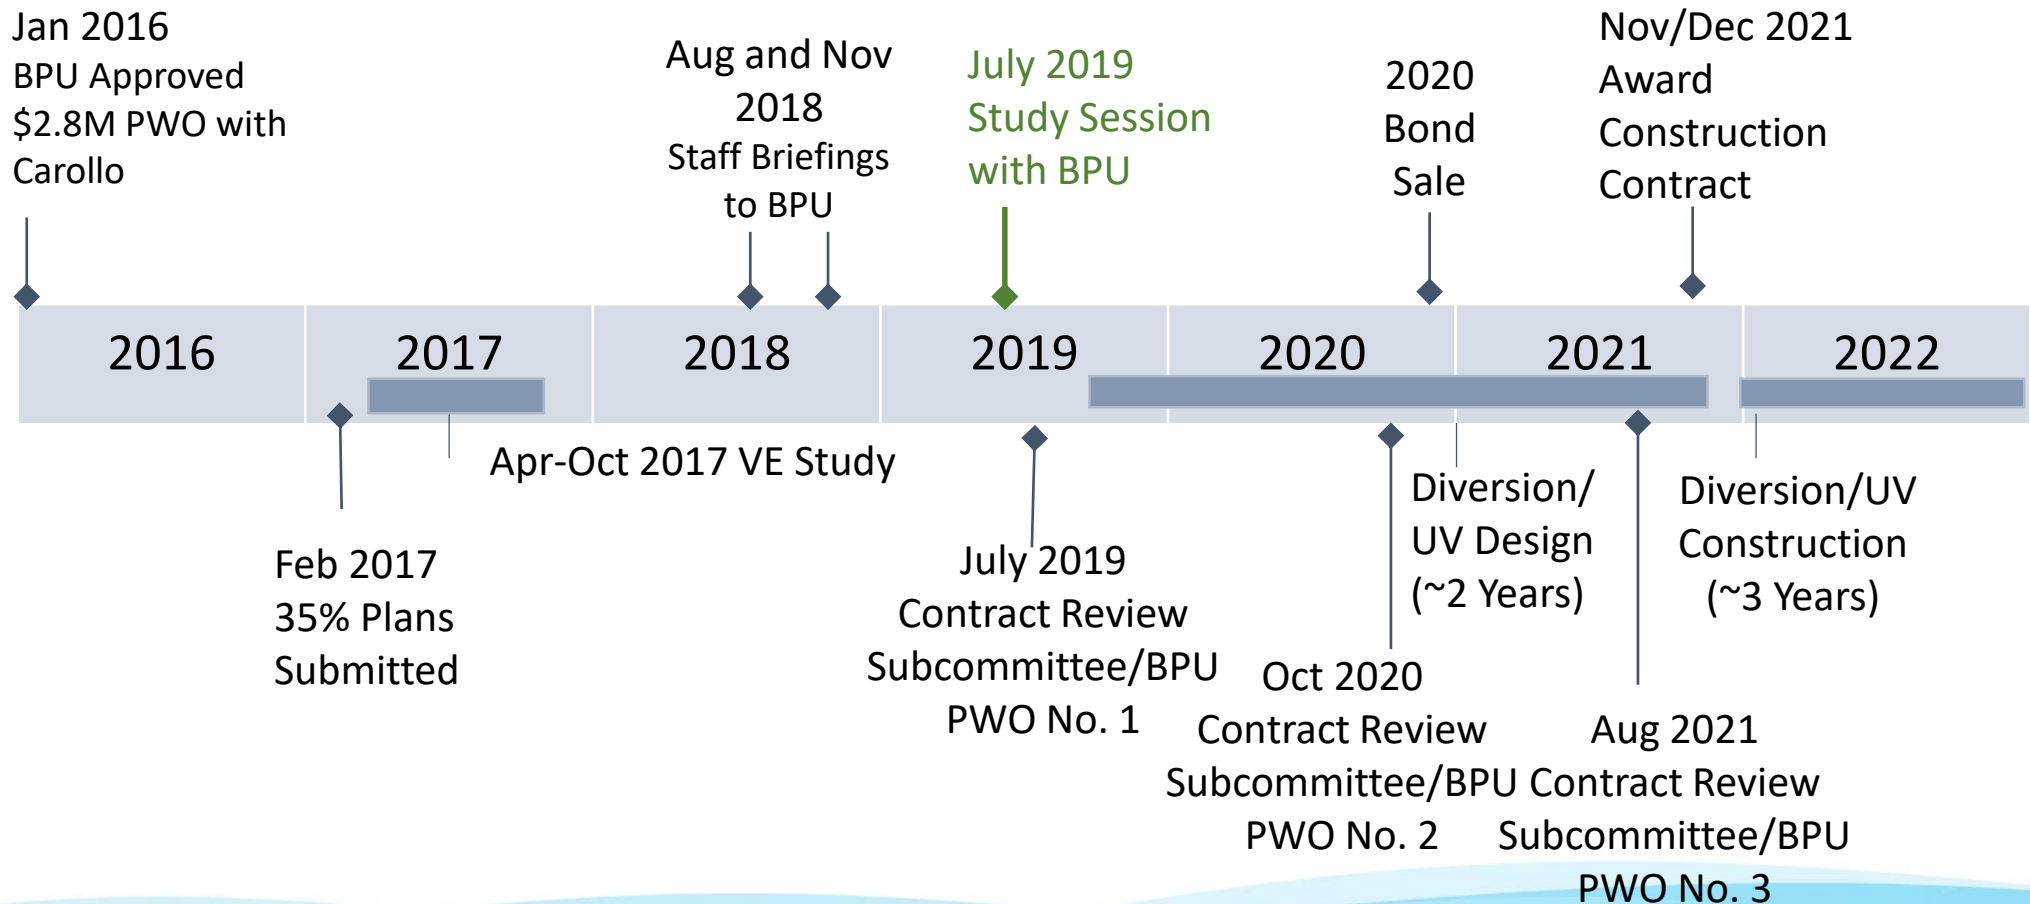 Jan 2016
BPU Approved
$2.8M PWO with
Carollo
Aug and Nov
2018
Staff Briefings
to BPU
July 2019
Study Session
with BPU
2020
Bond
Sale
Nov/Dec 2021
Award
Construction
Contract
2016
2017
2018
2019
2020
2021
2022
Apr-Oct 2017 VE Study
Feb 2017
35% Plans
Submitted
July 2019
Contract Review
Subcommittee/BPU
PWO No. 1
Oct 2020
Contract Review
Subcommittee/BPU
PWO No. 2
Diversion/
UV Design
(~2 Years)
Aug 2021
Contract Review
Subcommittee/BPU
PWO No. 3
Diversion/UV
Construction
(~3 Years)